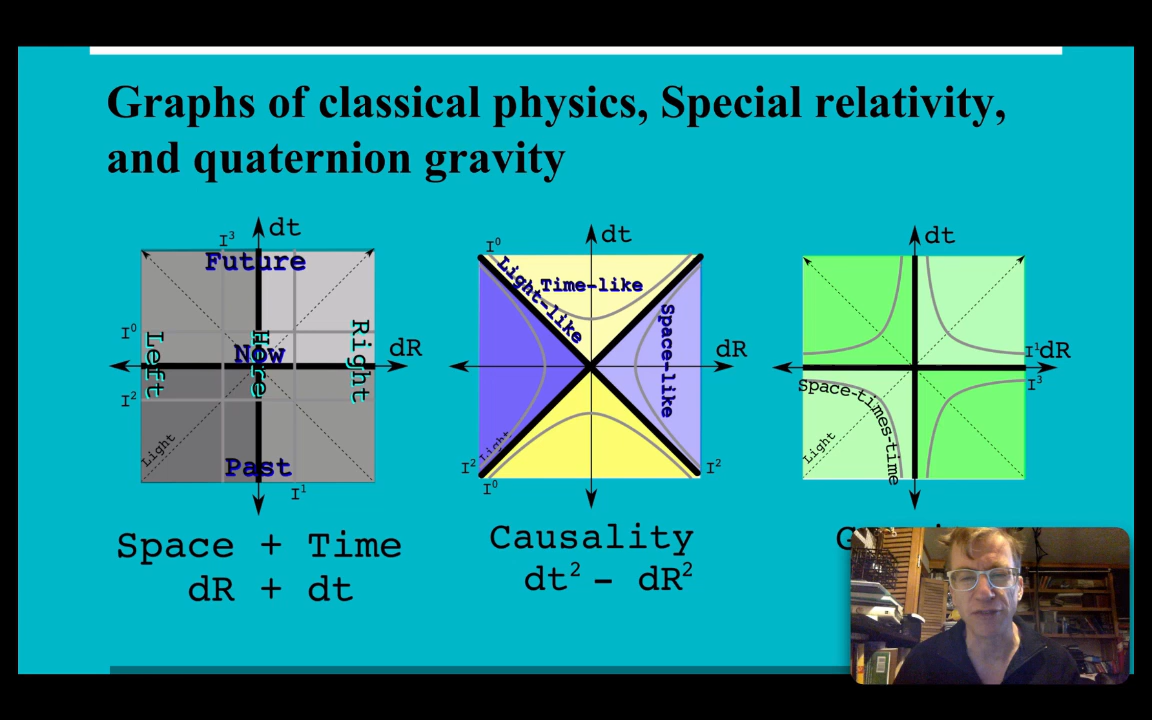 Graphs of classical physics, Special relativity,
and quaternion gravity
dt
I³
Future
I⁰
Left
Here
Now
Right
dR
I²
Light
Past
I¹
Space + Time
dR + dt
dt
I⁰
Light-like
Time-like
Space-like
dR
Light
I²
I²
I⁰
Causality
dt² - dR²
dt
I¹
dR
I³
Space-times-time
Light